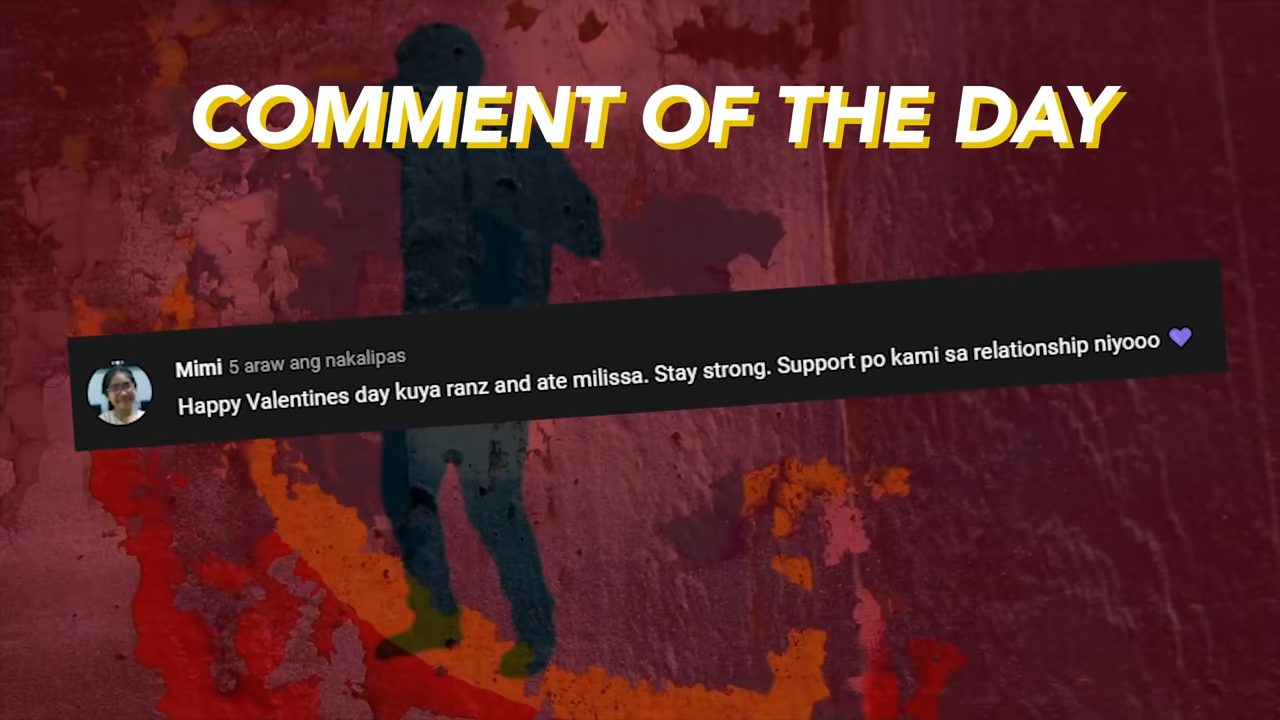 COMMENT OF THE DAY
Mimi 5 araw ang nakalipas
Happy Valentines day kuya ranz and ate milissa. Stay strong. Support po kami sa relationship niyooo 💜